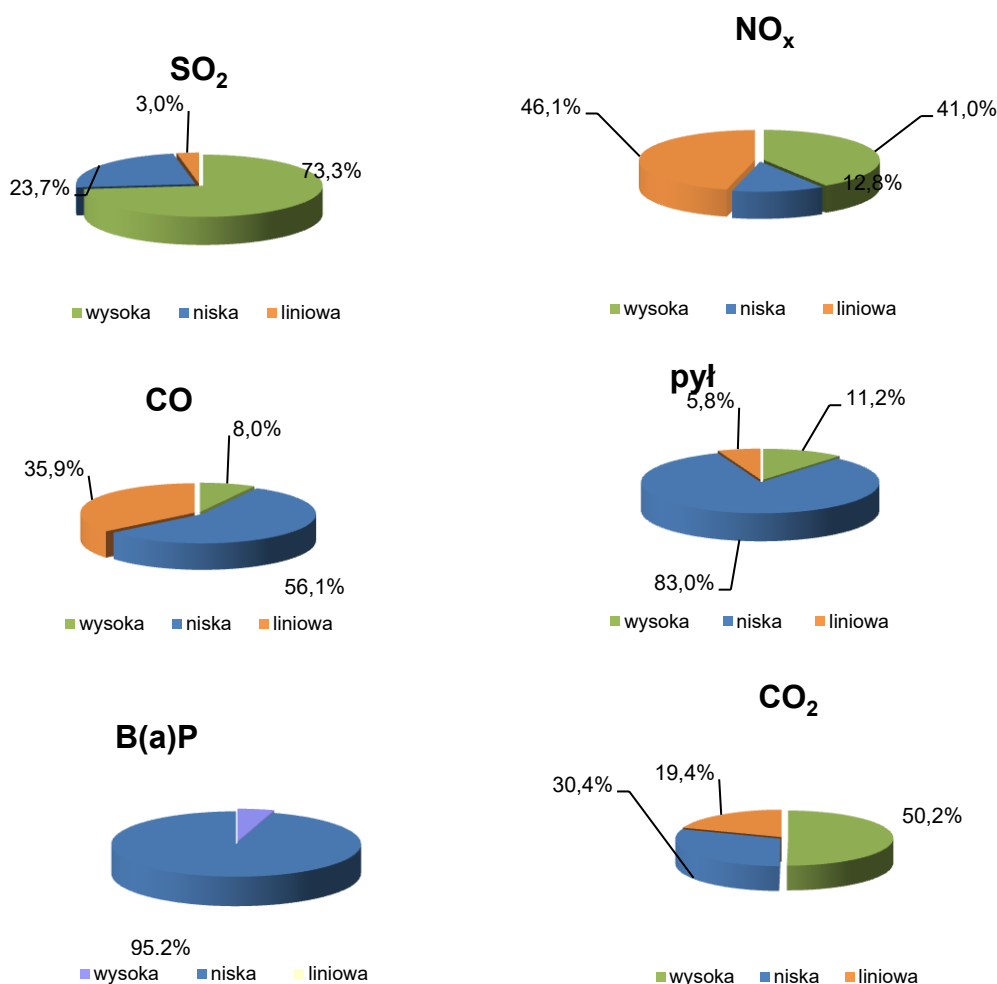 SO2
3,0%
73,3%
23,7%
wysoka niska liniowa
NOx
46,1%
41,0%
12,8%
wysoka niska liniowa
CO
8,0%
35,9%
56,1%
wysoka niska liniowa
pył
5,8%
11,2%
83,0%
wysoka niska liniowa
B(a)P
95.2%
wysoka niska liniowa
CO2
19,4%
30,4%
50,2%
wysoka niska liniowa